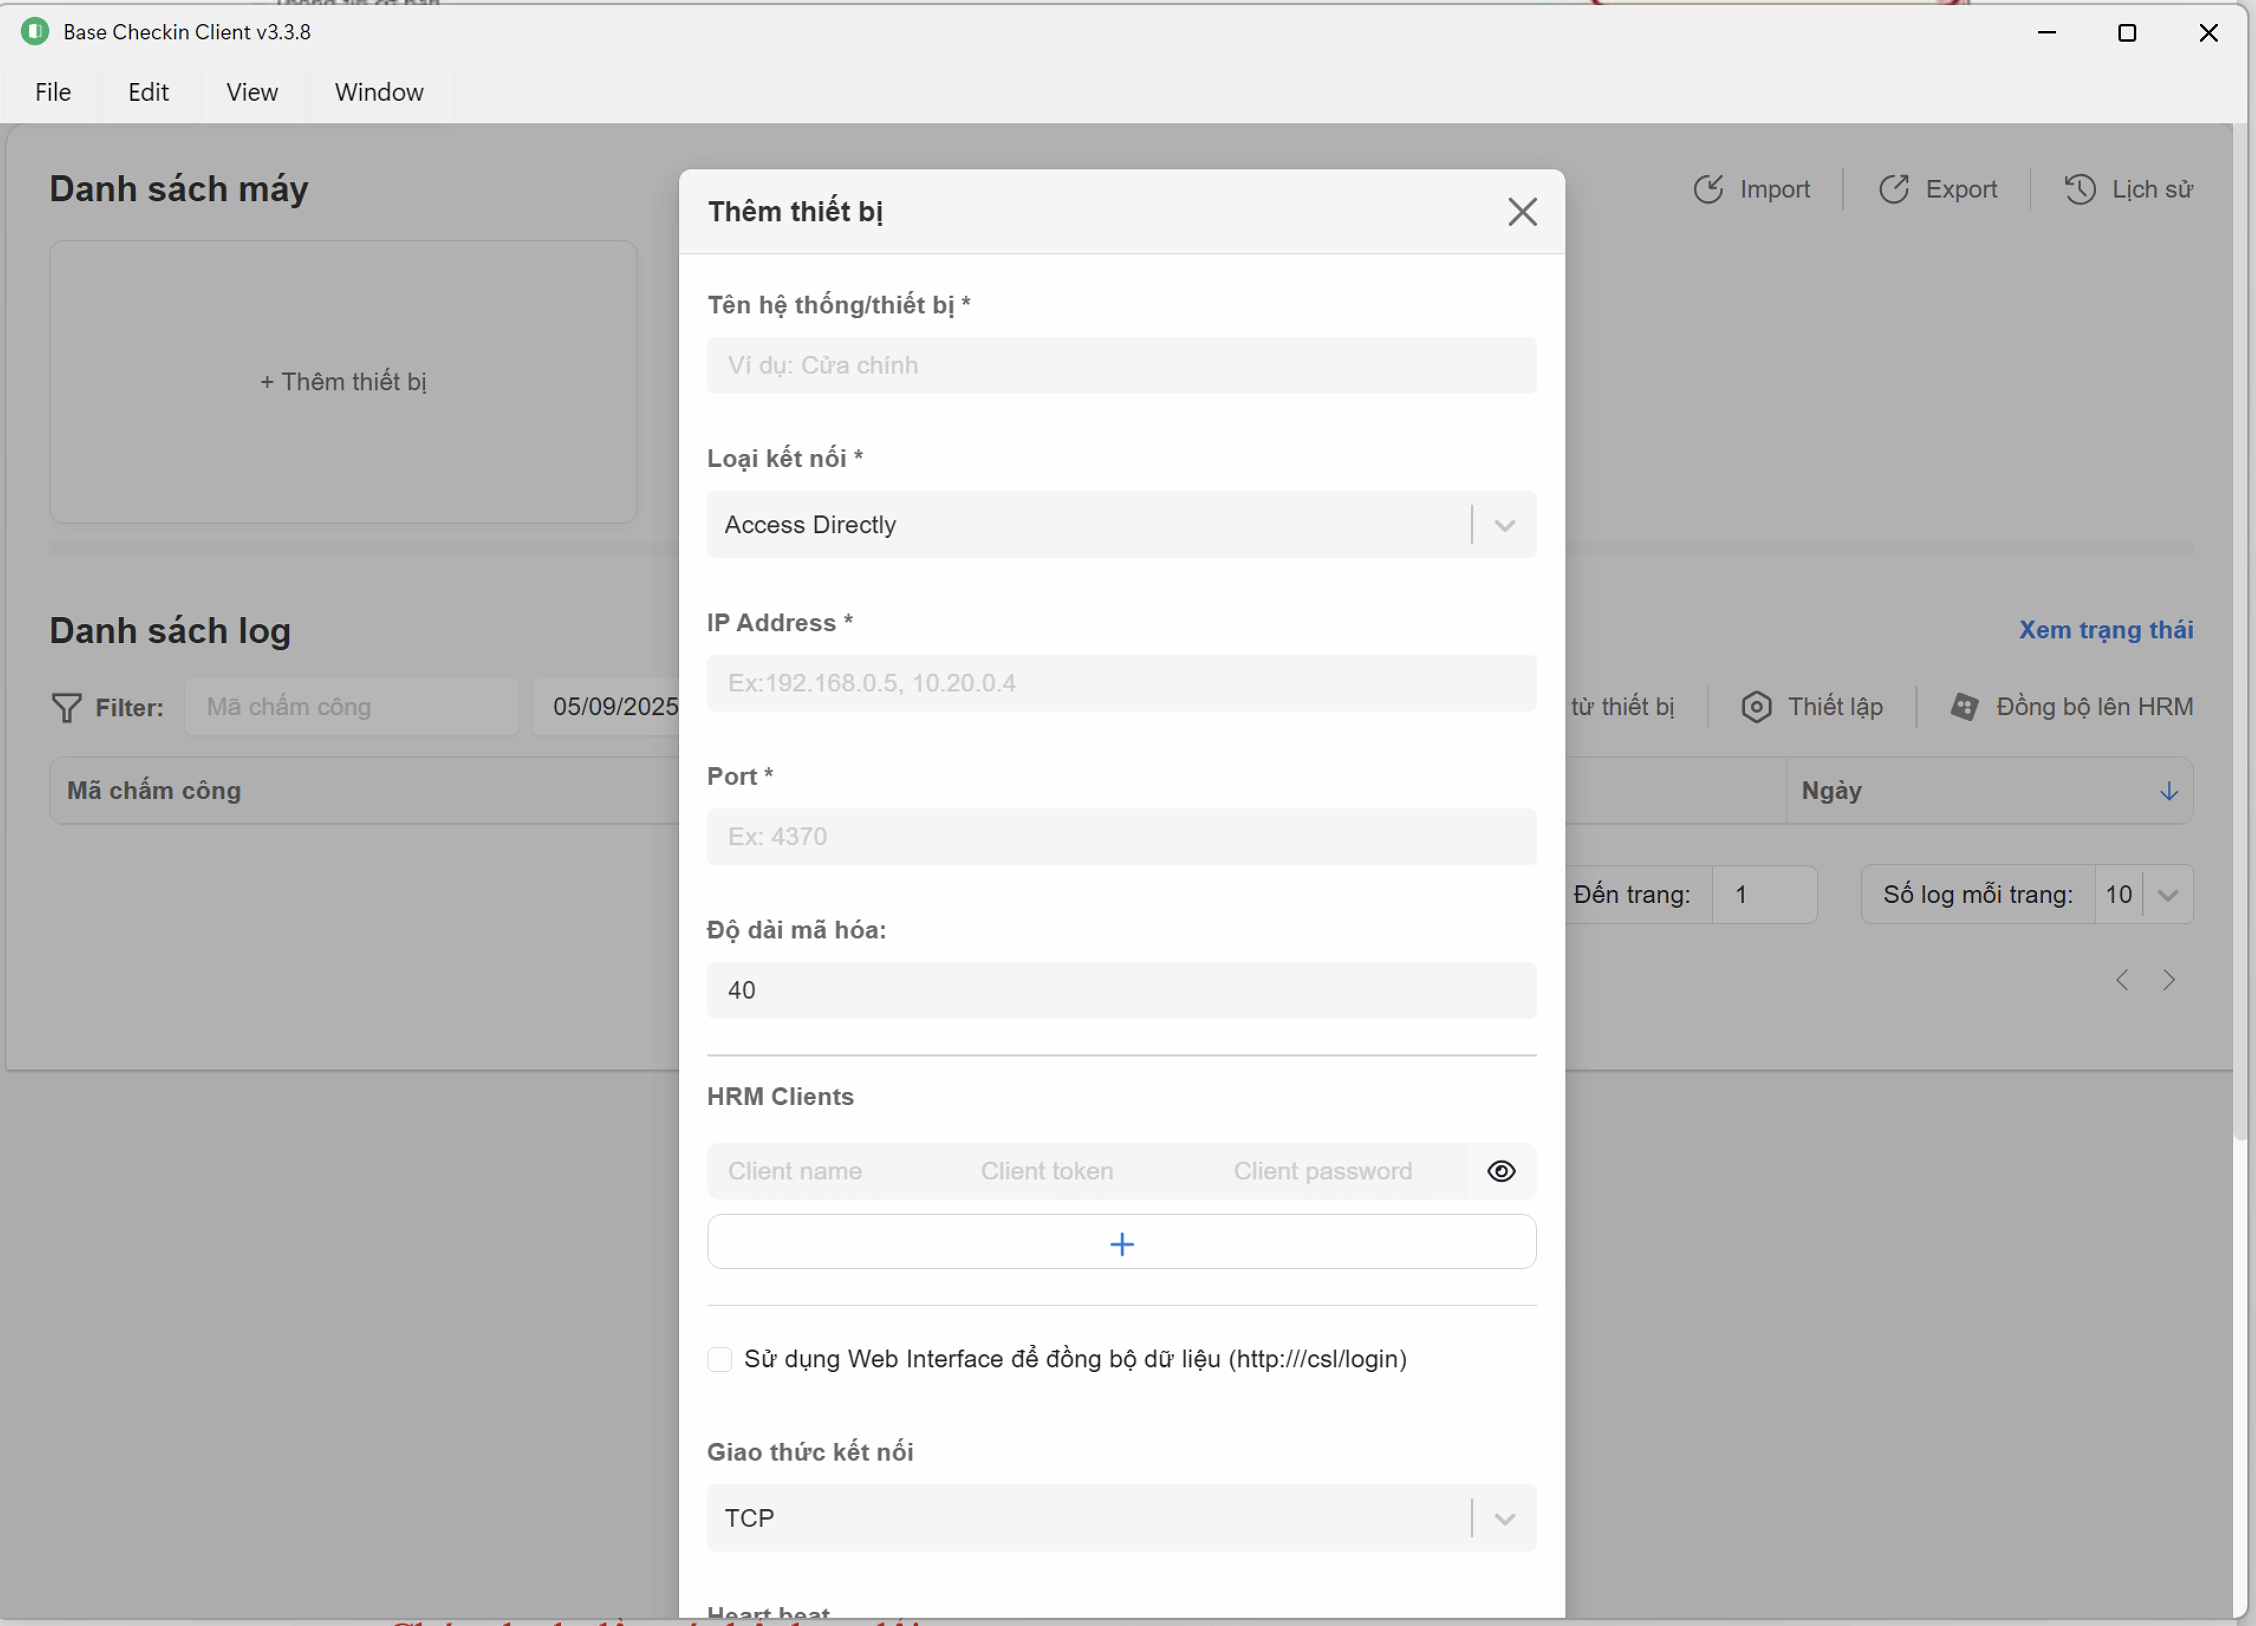 Base Checkin Client v3.3.8
File Edit View Window
Danh sách máy
Import Export Lịch sử
+ Thêm thiết bị
Thêm thiết bị
Tên hệ thống/thiết bị *
Ví dụ: Cửa chính
Loại kết nối *
Access Directly
IP Address *
Ex:192.168.0.5, 10.20.0.4
Port *
Ex: 4370
Độ dài mã hóa:
40
HRM Clients
Client name Client token Client password
+
Sử dụng Web Interface để đồng bộ dữ liệu (http:///csl/login)
Giao thức kết nối
TCP
Heart beat
Danh sách log
Xem trạng thái
Filter: Mã chấm công 05/09/2025
từ thiết bị Thiết lập Đồng bộ lên HRM
Mã chấm công
Ngày
Đến trang: 1 Số log mỗi trang: 10